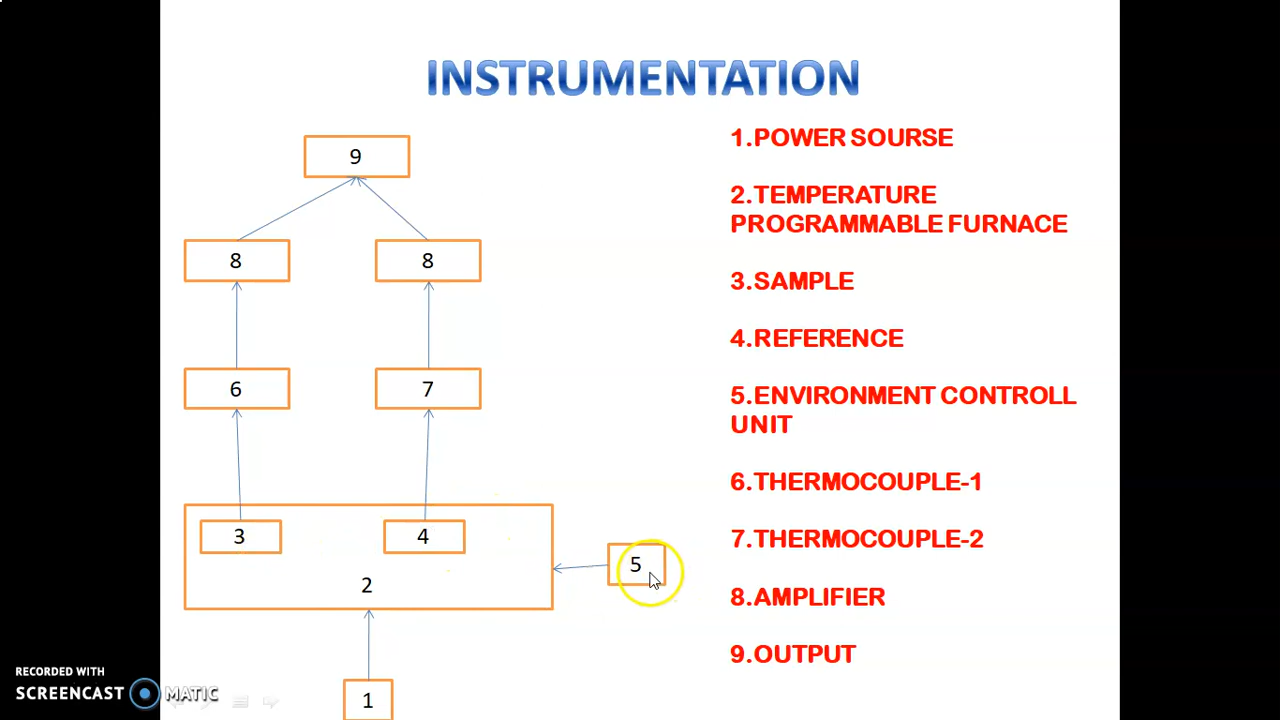 INSTRUMENTATION
9
8 8
6 7
3 4
2
5
1
1.POWER SOURSE
2.TEMPERATURE
PROGRAMMABLE FURNACE
3.SAMPLE
4.REFERENCE
5.ENVIRONMENT CONTROLL
UNIT
6.THERMOCOUPLE-1
7.THERMOCOUPLE-2
8.AMPLIFIER
9.OUTPUT
RECORDED WITH
SCREENCAST MATIC